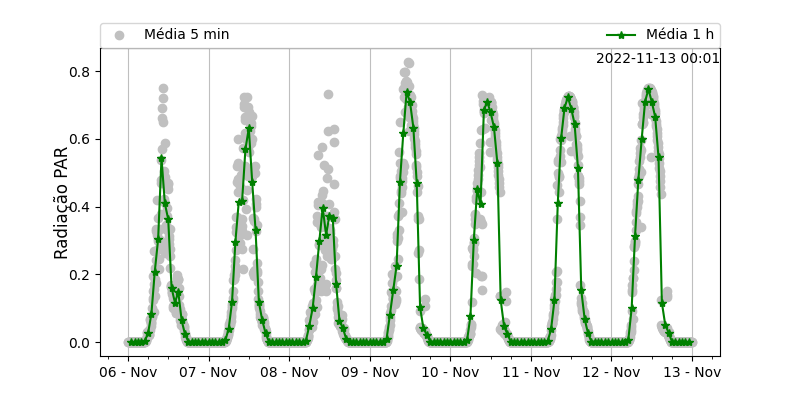 Média 5 min
Média 1 h
2022-11-13 00:01
Radiação PAR
0.8
0.6
0.4
0.2
0.0
06 - Nov
07 - Nov
08 - Nov
09 - Nov
10 - Nov
11 - Nov
12 - Nov
13 - Nov